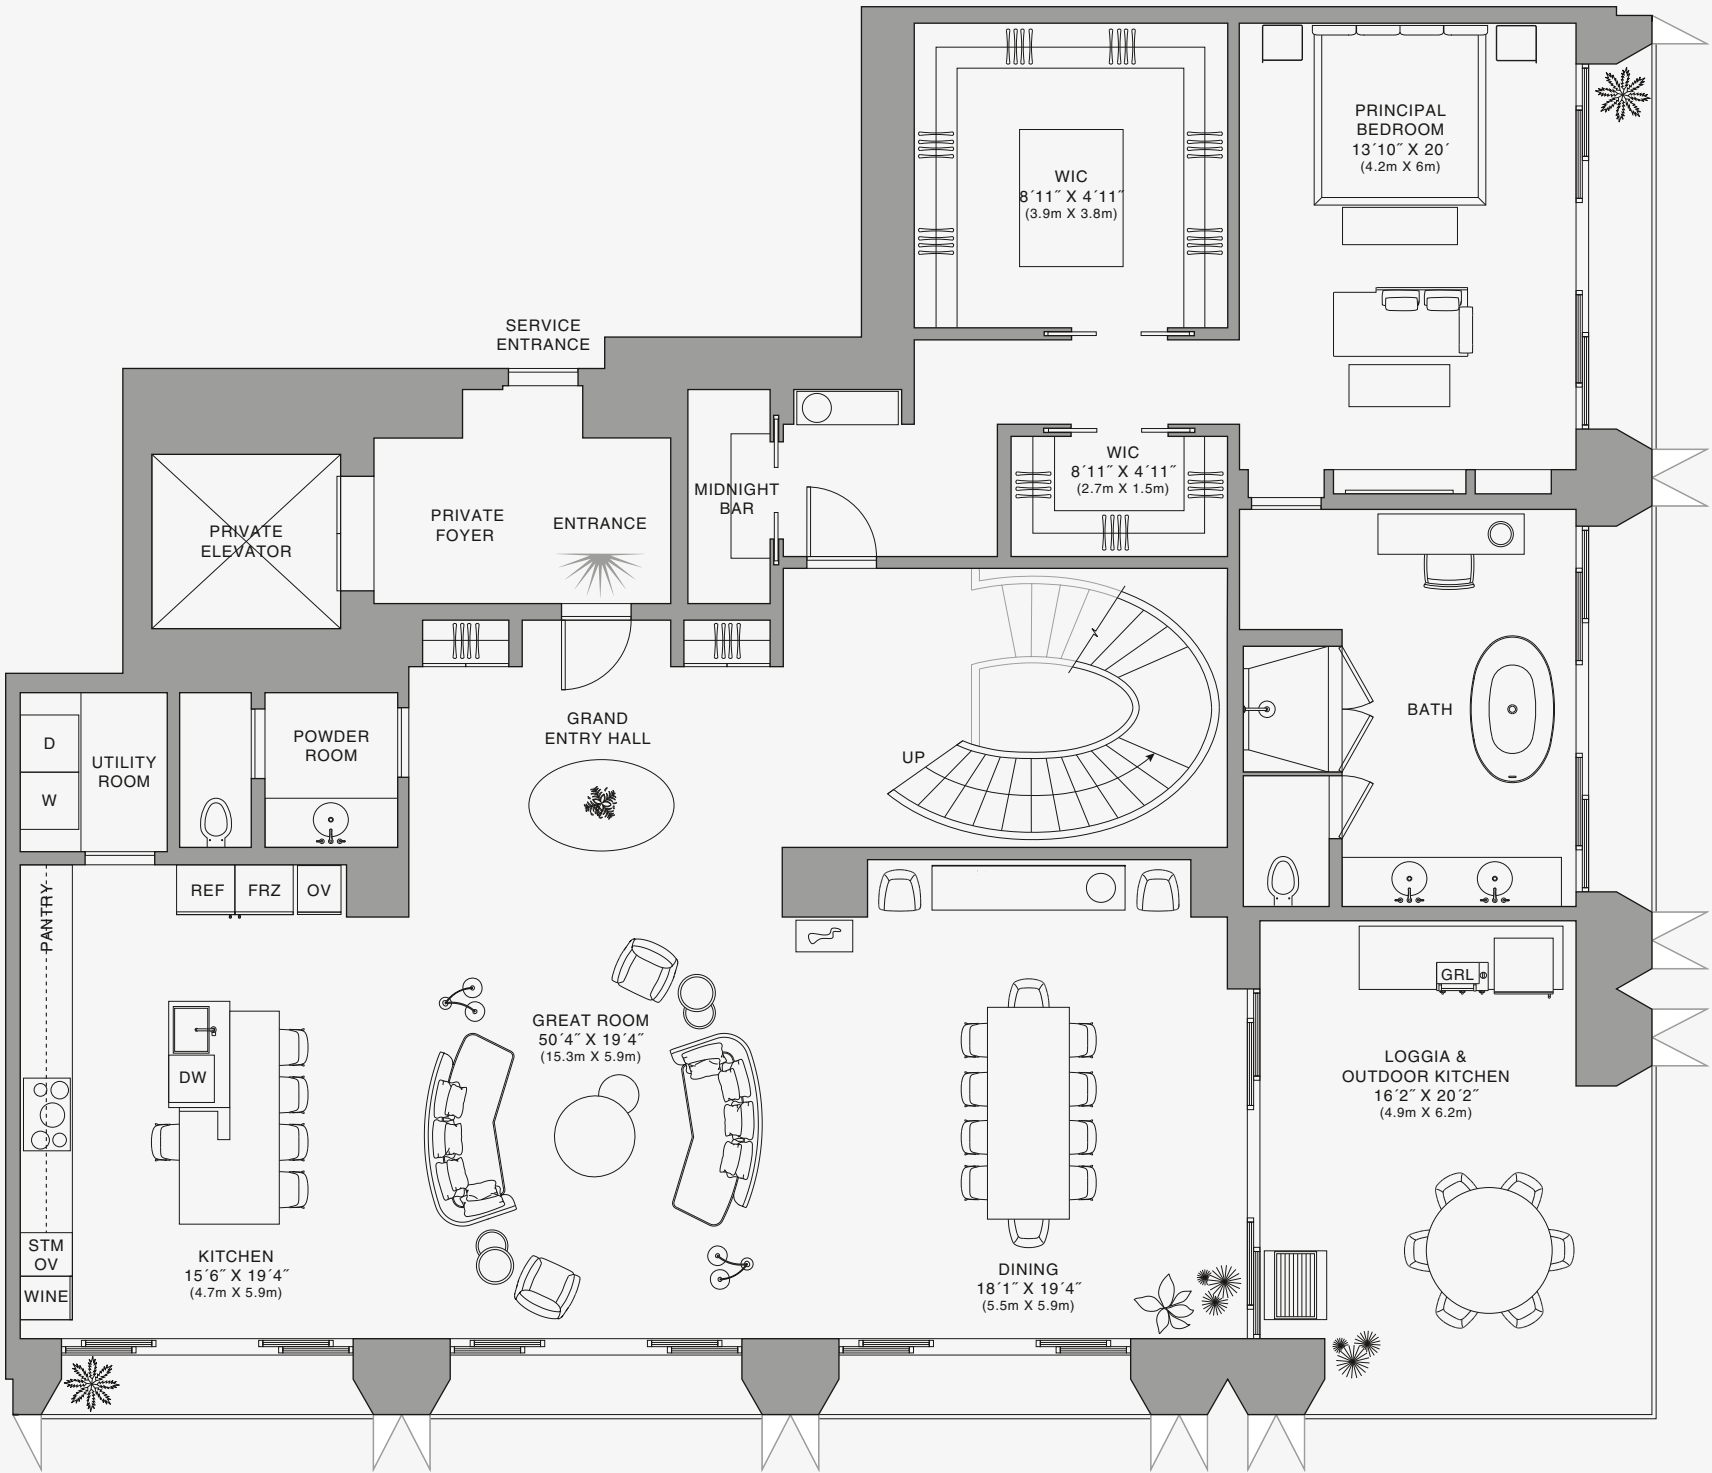 PRINCIPAL
BEDROOM
13´10˝ X 20´
(4.2m X 6m)
WIC
8´11˝ X 4´11˝
(3.9m X 3.8m)
SERVICE
ENTRANCE
WIC
8´11˝ X 4´11˝
(2.7m X 1.5m)
MIDNIGHT
BAR
PRIVATE
FOYER
ENTRANCE
PRIVATE
ELEVATOR
GRAND
ENTRY HALL
UP
BATH
POWDER
ROOM
UTILITY
ROOM
D
W
PANTRY
REF
FRZ
OV
GRL
GREAT ROOM
50´4˝ X 19´4˝
(15.3m X 5.9m)
DW
LOGGIA &
OUTDOOR KITCHEN
16´2˝ X 20´2˝
(4.9m X 6.2m)
STM
OV
WINE
KITCHEN
15´6˝ X 19´4˝
(4.7m X 5.9m)
DINING
18´1˝ X 19´4˝
(5.5m X 5.9m)